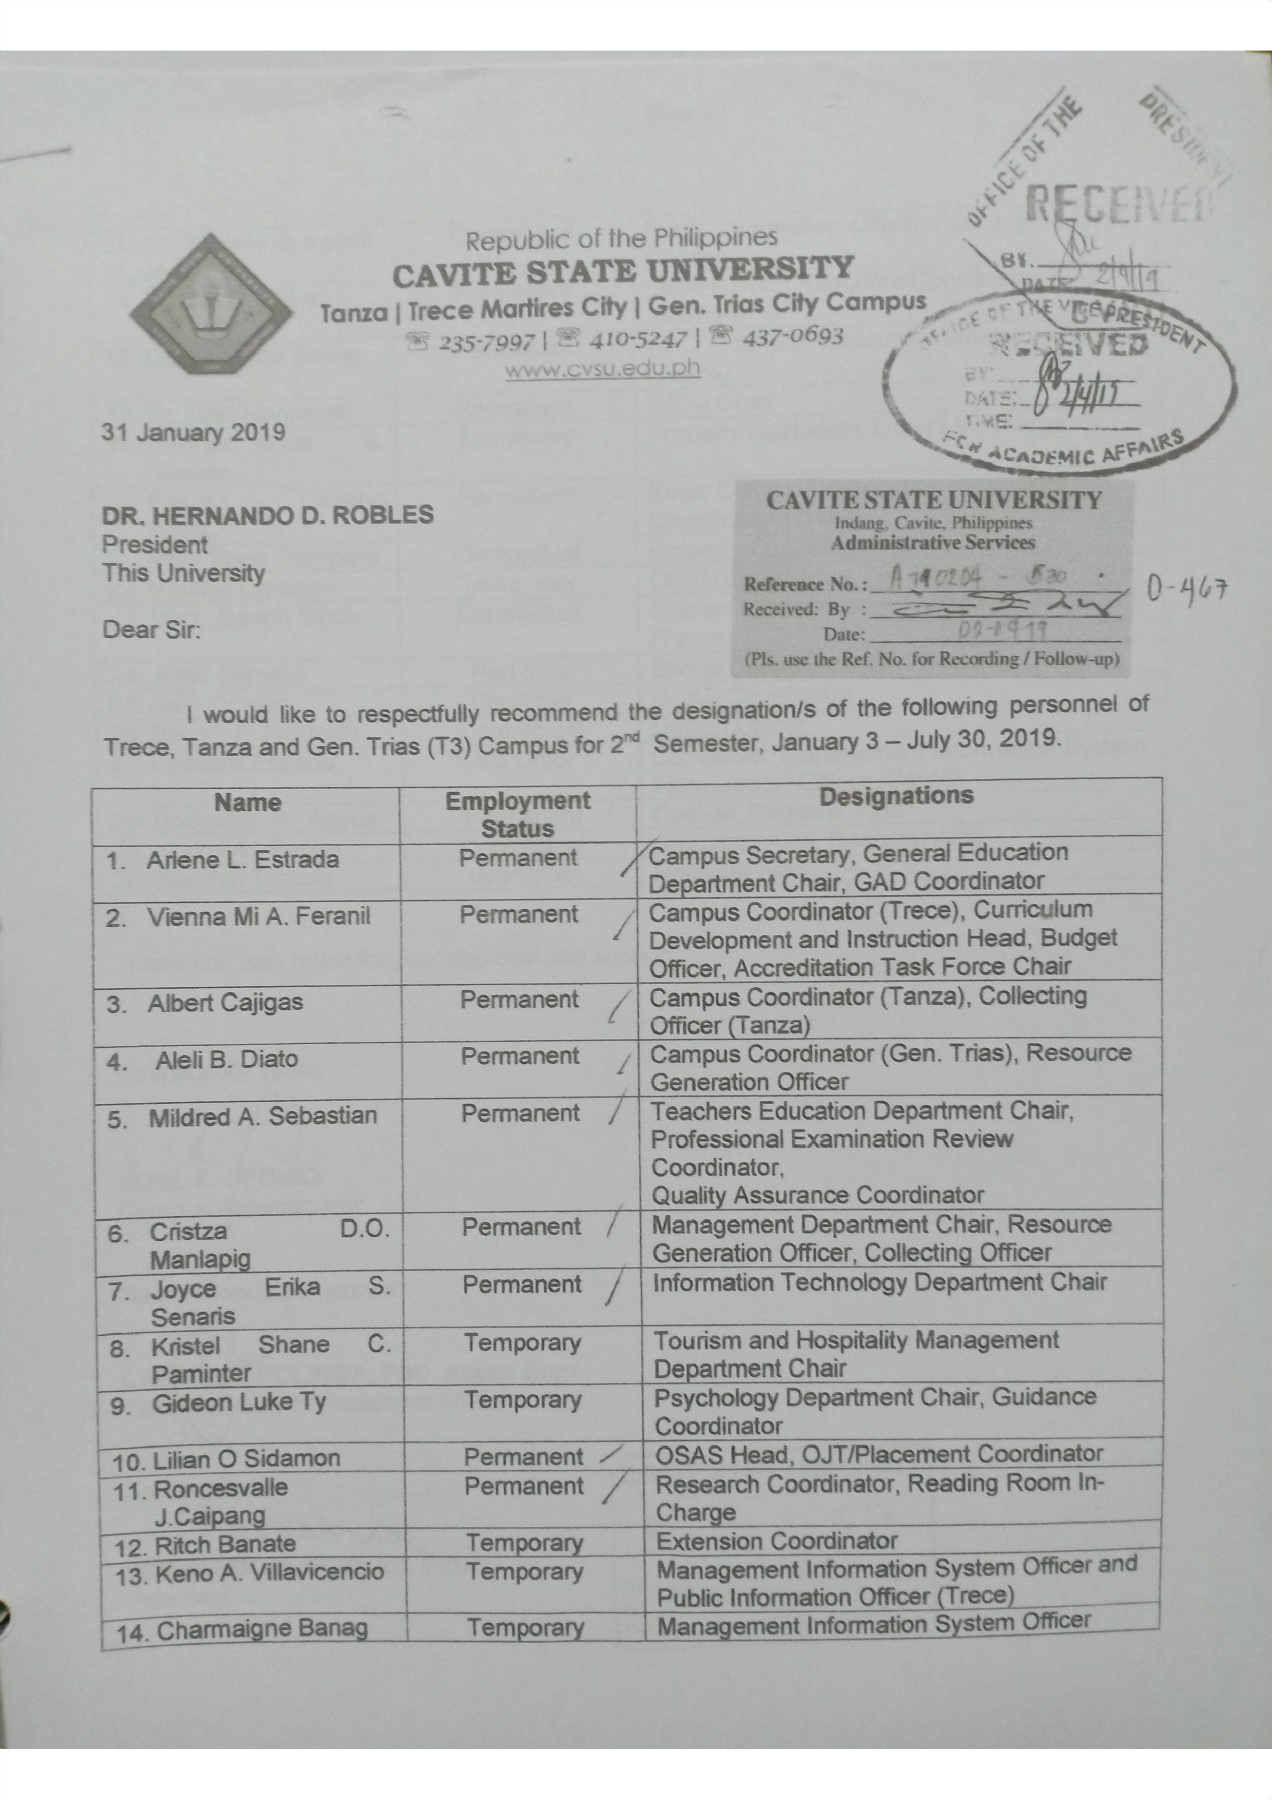 OFFICE OF THE PRESIDENT
RECEIVED
BY.
DATE 2/4/19
Republic of the Philippines
CAVITE STATE UNIVERSITY
Tanza | Trece Martires City | Gen. Trias City Campus
☏ 235-7997 | ☏ 410-5247 | ☏ 437-0693
www.cvsu.edu.ph
OFFICE OF THE VICE PRESIDENT
RECEIVED
BY:
DATE: 2/4/19
TIME:
FOR ACADEMIC AFFAIRS
31 January 2019
CAVITE STATE UNIVERSITY
Indang, Cavite, Philippines
Administrative Services
Reference No. : A190204 - B30
Received: By :
Date: 02-0419
(Pls. use the Ref. No. for Recording / Follow-up)
0-467
DR. HERNANDO D. ROBLES
President
This University
Dear Sir:
I would like to respectfully recommend the designation/s of the following personnel of
Trece, Tanza and Gen. Trias (T3) Campus for 2nd Semester, January 3 – July 30, 2019.
Name Employment Status Designations
1. Arlene L. Estrada Permanent Campus Secretary, General Education
Department Chair, GAD Coordinator
2. Vienna Mi A. Feranil Permanent Campus Coordinator (Trece), Curriculum
Development and Instruction Head, Budget
Officer, Accreditation Task Force Chair
3. Albert Cajigas Permanent Campus Coordinator (Tanza), Collecting
Officer (Tanza)
4. Aleli B. Diato Permanent Campus Coordinator (Gen. Trias), Resource
Generation Officer
5. Mildred A. Sebastian Permanent Teachers Education Department Chair,
Professional Examination Review
Coordinator,
Quality Assurance Coordinator
6. Cristza D.O. Permanent Management Department Chair, Resource
Manlapig Generation Officer, Collecting Officer
7. Joyce Erika S. Permanent Information Technology Department Chair
Senaris
8. Kristel Shane C. Temporary Tourism and Hospitality Management
Paminter Department Chair
9. Gideon Luke Ty Temporary Psychology Department Chair, Guidance
Coordinator
10. Lilian O Sidamon Permanent OSAS Head, OJT/Placement Coordinator
11. Roncesvalle Permanent Research Coordinator, Reading Room In-
J.Caipang Charge
12. Ritch Banate Temporary Extension Coordinator
13. Keno A. Villavicencio Temporary Management Information System Officer and
Public Information Officer (Trece)
14. Charmaigne Banag Temporary Management Information System Officer